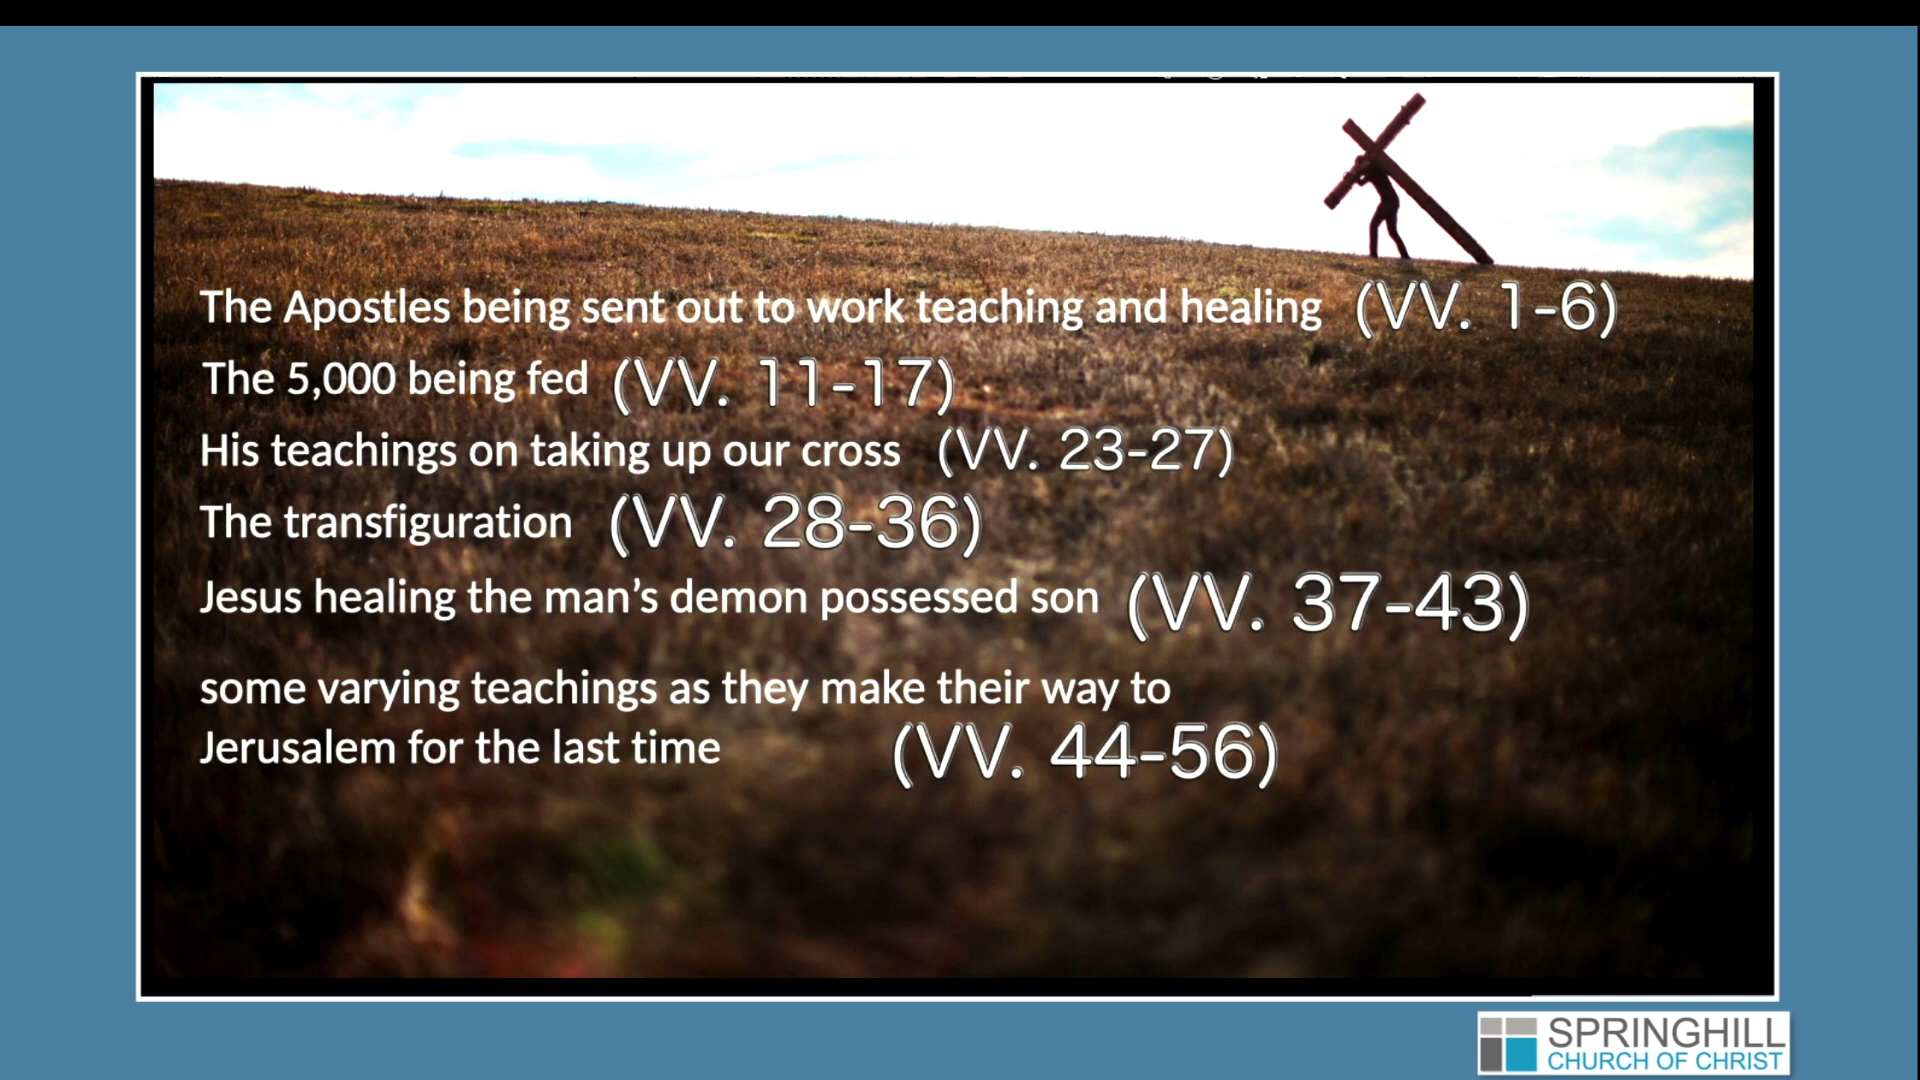 The Apostles being sent out to work teaching and healing (VV. 1-6)
The 5,000 being fed (VV. 11-17)
His teachings on taking up our cross (VV. 23-27)
The transfiguration (VV. 28-36)
Jesus healing the man’s demon possessed son (VV. 37-43)
some varying teachings as they make their way to
Jerusalem for the last time (VV. 44-56)
SPRINGHILL
CHURCH OF CHRIST